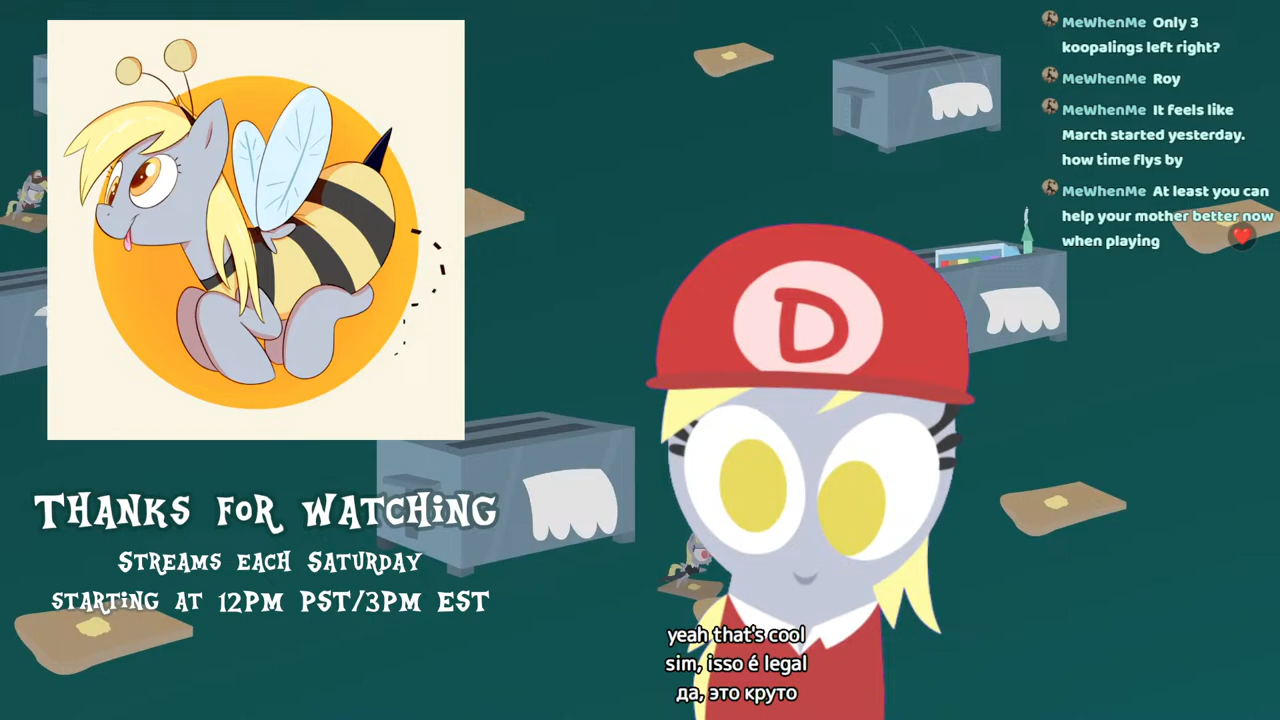 THANKS FOR WATCHING
STREAMS EACH SATURDAY
STARTING AT 12PM PST/3PM EST
MeWhenMe Only 3
koopalings left right?
MeWhenMe Roy
MeWhenMe It feels like
March started yesterday.
how time flys by
MeWhenMe At least you can
help your mother better now
when playing
D
yeah that's cool
sim, isso é legal
да, это круто